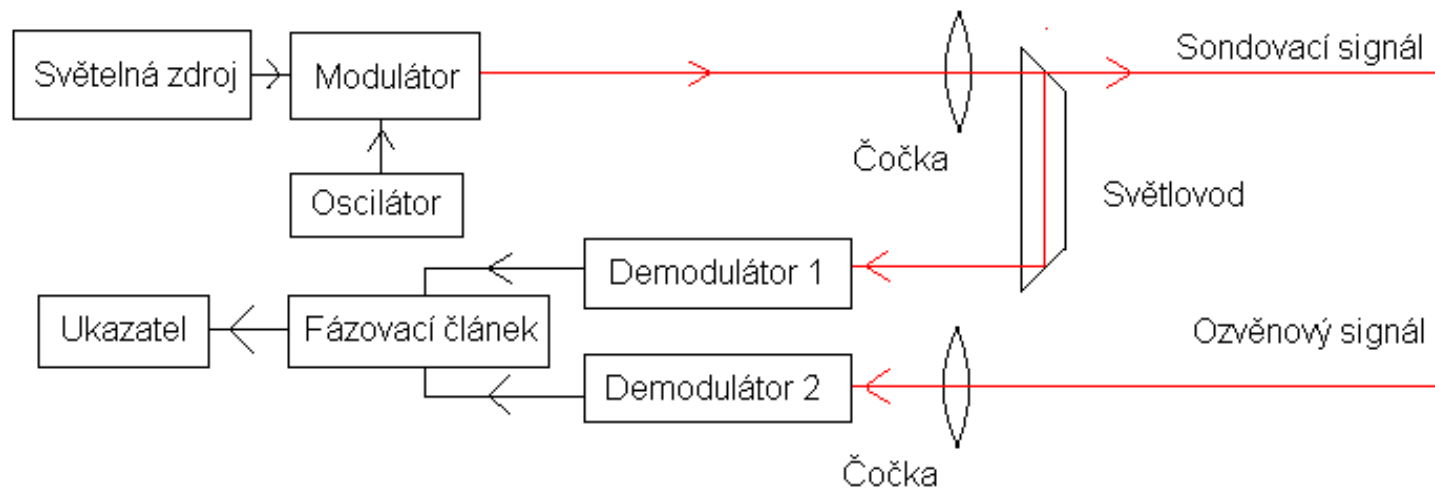 Světelná zdroj
Modulátor
Sondovací signál
Čočka
Oscilátor
Světlovod
Demodulátor 1
Ukazatel
Fázovací článek
Ozvěnový signál
Demodulátor 2
Čočka